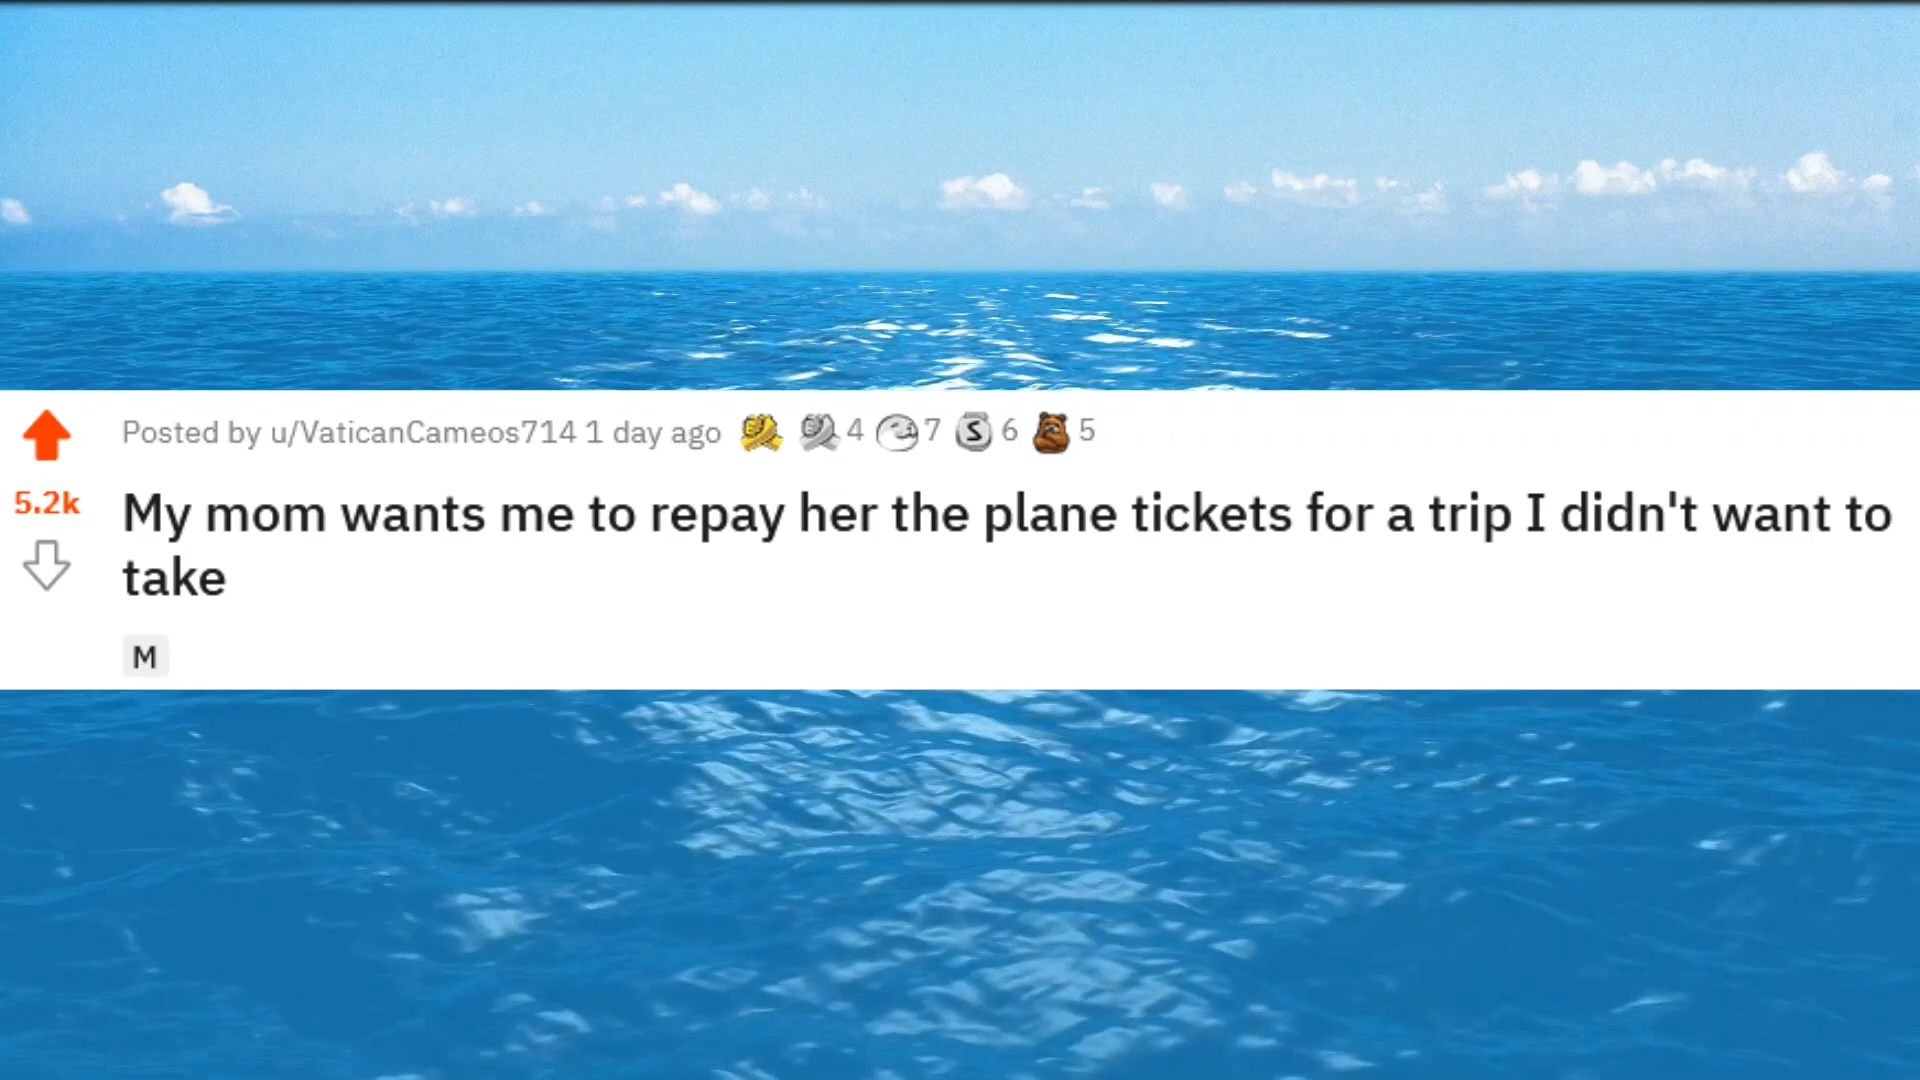 Posted by u/VaticanCameos714 1 day ago 4 7 S 6 5
5.2k
My mom wants me to repay her the plane tickets for a trip I didn't want to
take
M